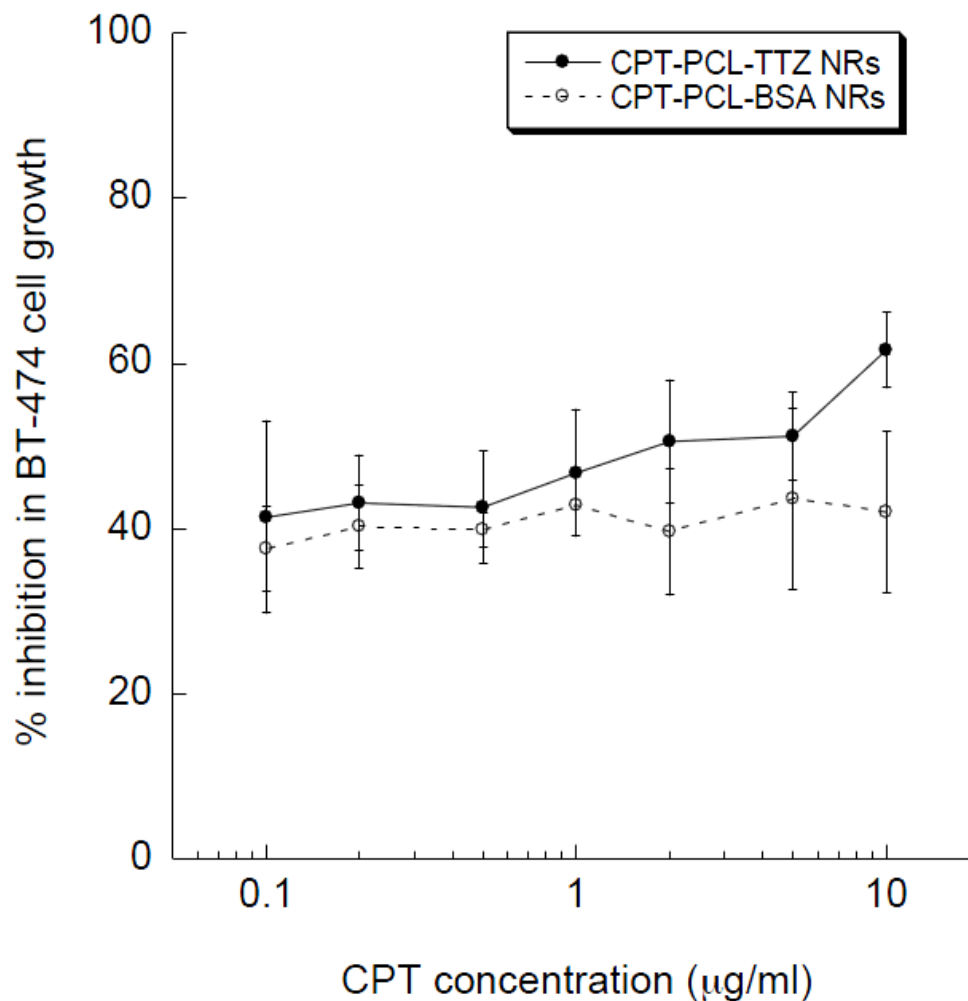 100
CPT-PCL-TTZ NRs
CPT-PCL-BSA NRs
80
60
40
20
0
% inhibition in BT-474 cell growth
0.1
1
10
CPT concentration (μg/ml)